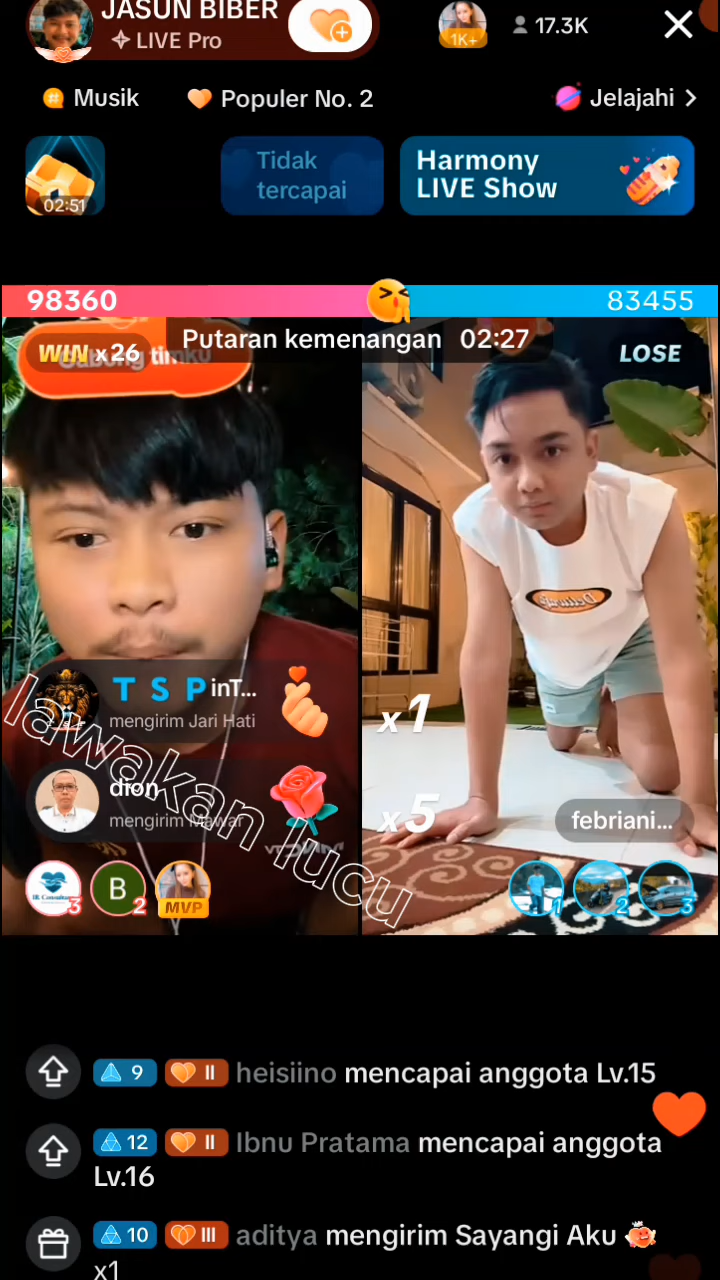 JASUN BIBER
LIVE Pro
1K+
17.3K
Musik
Populer No. 2
Jelajahi
02:51
Tidak
tercapai
Harmony
LIVE Show
98360
83455
WIN x26
Putaran kemenangan 02:27
LOSE
T S P inT...
mengirim Jari Hati
dion
mengirim Mawar
x1
x5
febriani...
lawakan lucu
3
B
2
MVP
1
2
3
9 II heisiino mencapai anggota Lv.15
12 II Ibnu Pratama mencapai anggota
Lv.16
10 III aditya mengirim Sayangi Aku
x1